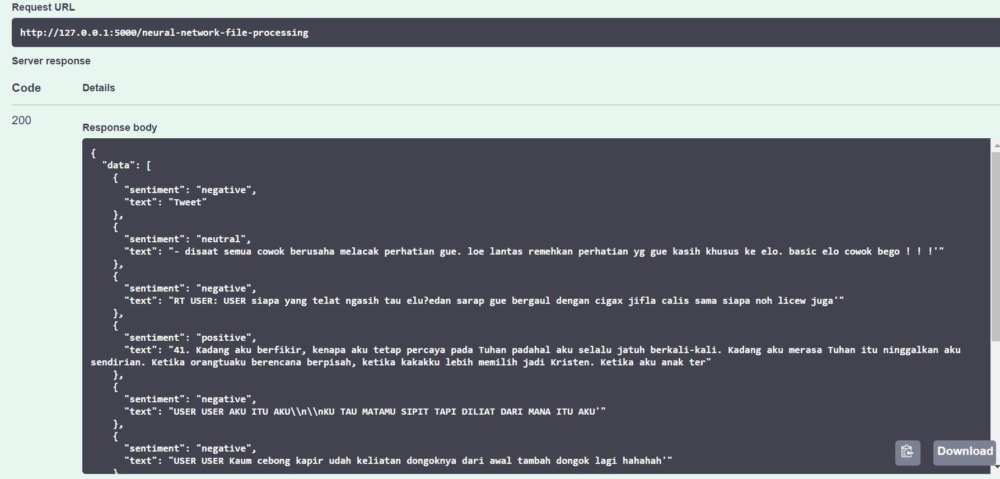 Request URL
http://127.0.0.1:5000/neural-network-file-processing
Server response
Code Details
200
Response body
{
"data": [
{
"sentiment": "negative",
"text": "Tweet"
},
{
"sentiment": "neutral",
"text": "- disaat semua cowok berusaha melacak perhatian gue. loe lantas remehkan perhatian yg gue kasih khusus ke elo. basic elo cowok bego ! ! !'"
},
{
"sentiment": "negative",
"text": "RT USER: USER siapa yang telat ngasih tau elu?edan sarap gue bergaul dengan cigax jifla calis sama siapa noh licew juga'"
},
{
"sentiment": "positive",
"text": "41. Kadang aku berfikir, kenapa aku tetap percaya pada Tuhan padahal aku selalu jatuh berkali-kali. Kadang aku merasa Tuhan itu ninggalkan aku
sendirian. Ketika orangtuaku berencana berpisah, ketika kakakku lebih memilih jadi Kristen. Ketika aku anak ter"
},
{
"sentiment": "negative",
"text": "USER USER AKU ITU AKU\\n\\nKU TAU MATAMU SIPIT TAPI DILIAT DARI MANA ITU AKU'"
},
{
"sentiment": "negative",
"text": "USER USER Kaum cebong kapir udah keliatan dongoknya dari awal tambah dongok lagi hahahah'"
}
Download